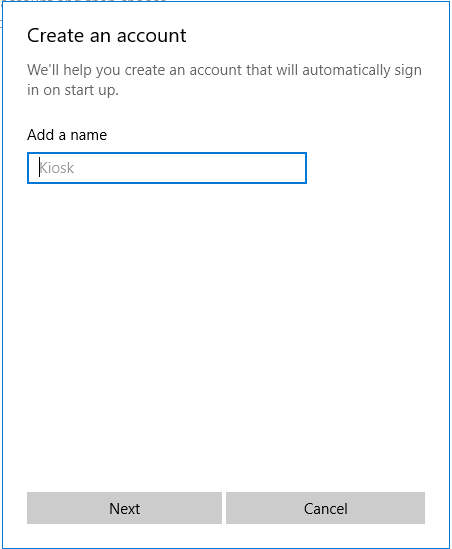 Create an account
We'll help you create an account that will automatically sign
in on start up.
Add a name
Kiosk
Next
Cancel